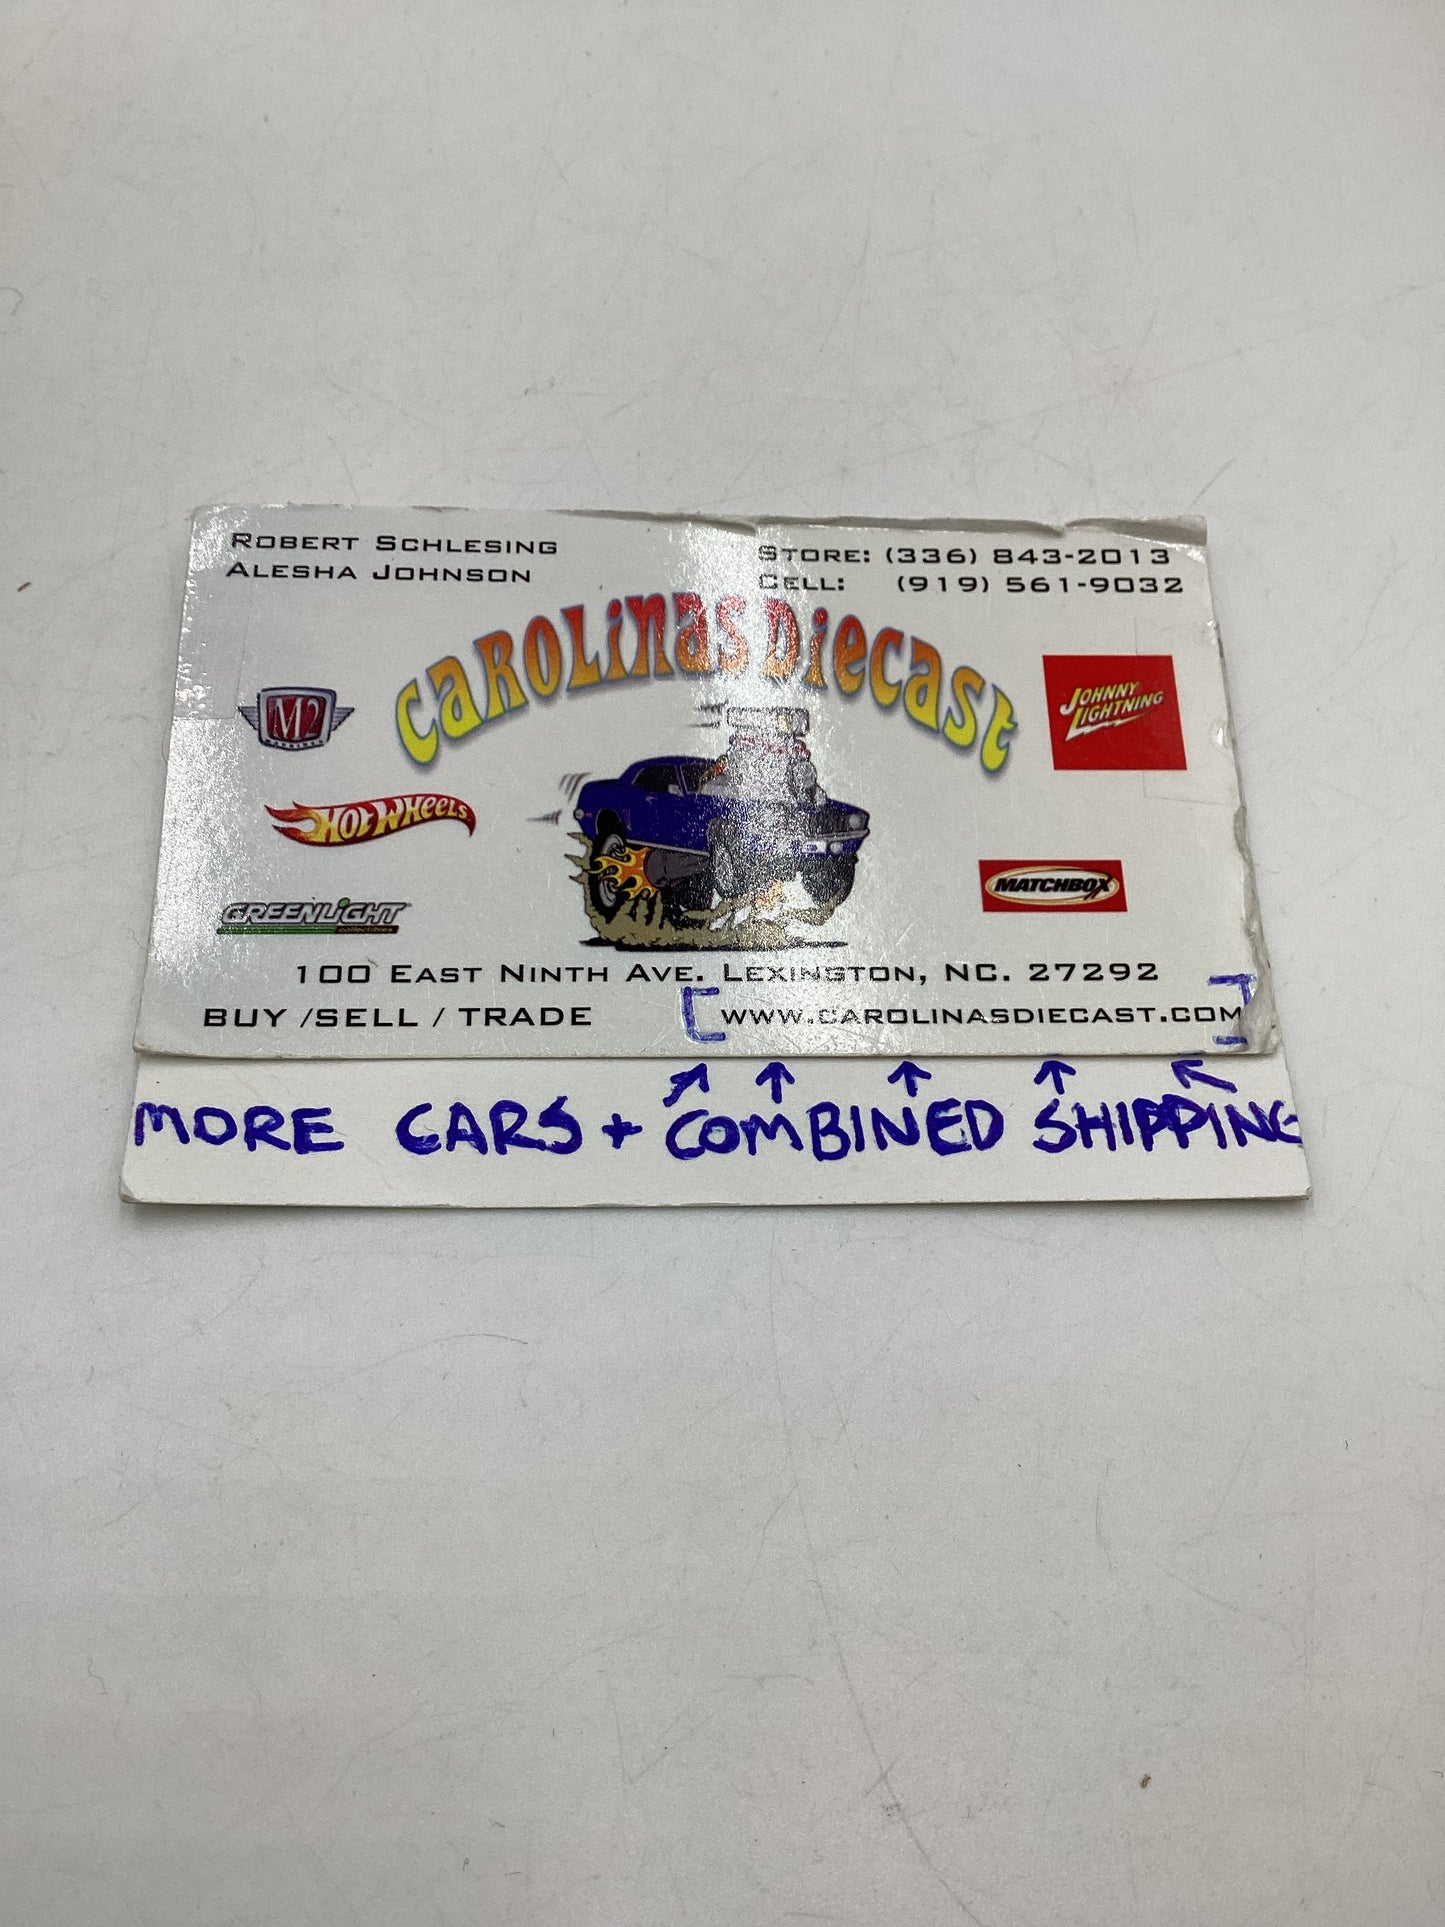 ROBERT SCHLESING
ALESHA JOHNSON
STORE: (336) 843-2013
CELL: (919) 561-9032
CAROLINAS DIECAST
M2
MACHINES
JOHNNY
LIGHTNING
HOT WHEELS
MATCHBOX
GREENLIGHT
collectibles
100 EAST NINTH AVE. LEXINGTON, NC. 27292
BUY /SELL / TRADE
WWW.CAROLINASDIECAST.COM
MORE CARS + COMBINED SHIPPING